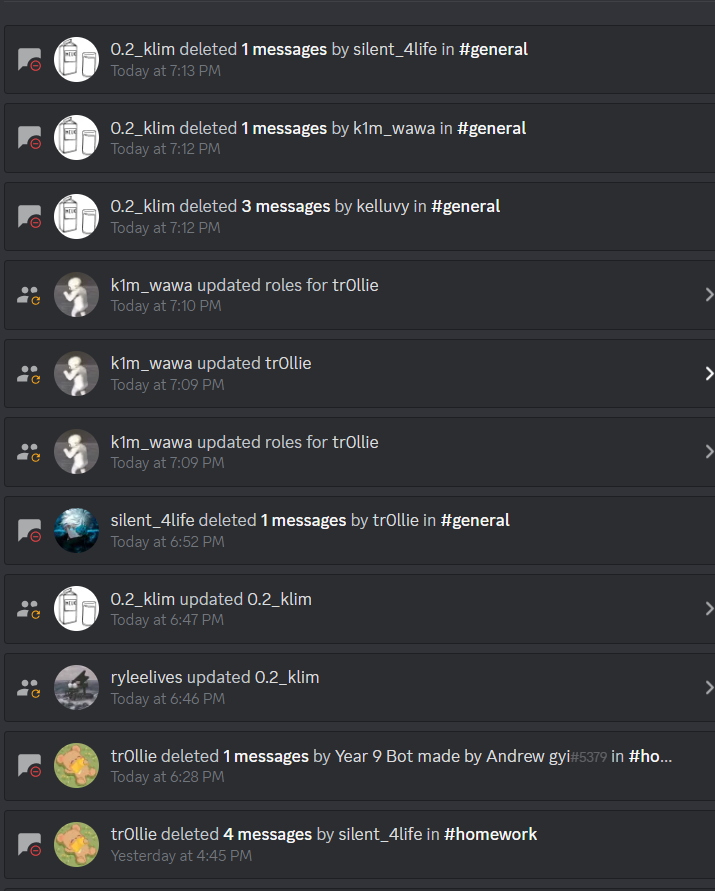 0.2_klim deleted 1 messages by silent_4life in #general
Today at 7:13 PM
0.2_klim deleted 1 messages by k1m_wawa in #general
Today at 7:12 PM
0.2_klim deleted 3 messages by kelluvy in #general
Today at 7:12 PM
k1m_wawa updated roles for tr0llie
Today at 7:10 PM
k1m_wawa updated tr0llie
Today at 7:09 PM
k1m_wawa updated roles for tr0llie
Today at 7:09 PM
silent_4life deleted 1 messages by tr0llie in #general
Today at 6:52 PM
0.2_klim updated 0.2_klim
Today at 6:47 PM
ryleelives updated 0.2_klim
Today at 6:46 PM
tr0llie deleted 1 messages by Year 9 Bot made by Andrew gyi#5379 in #ho...
Today at 6:28 PM
tr0llie deleted 4 messages by silent_4life in #homework
Yesterday at 4:45 PM